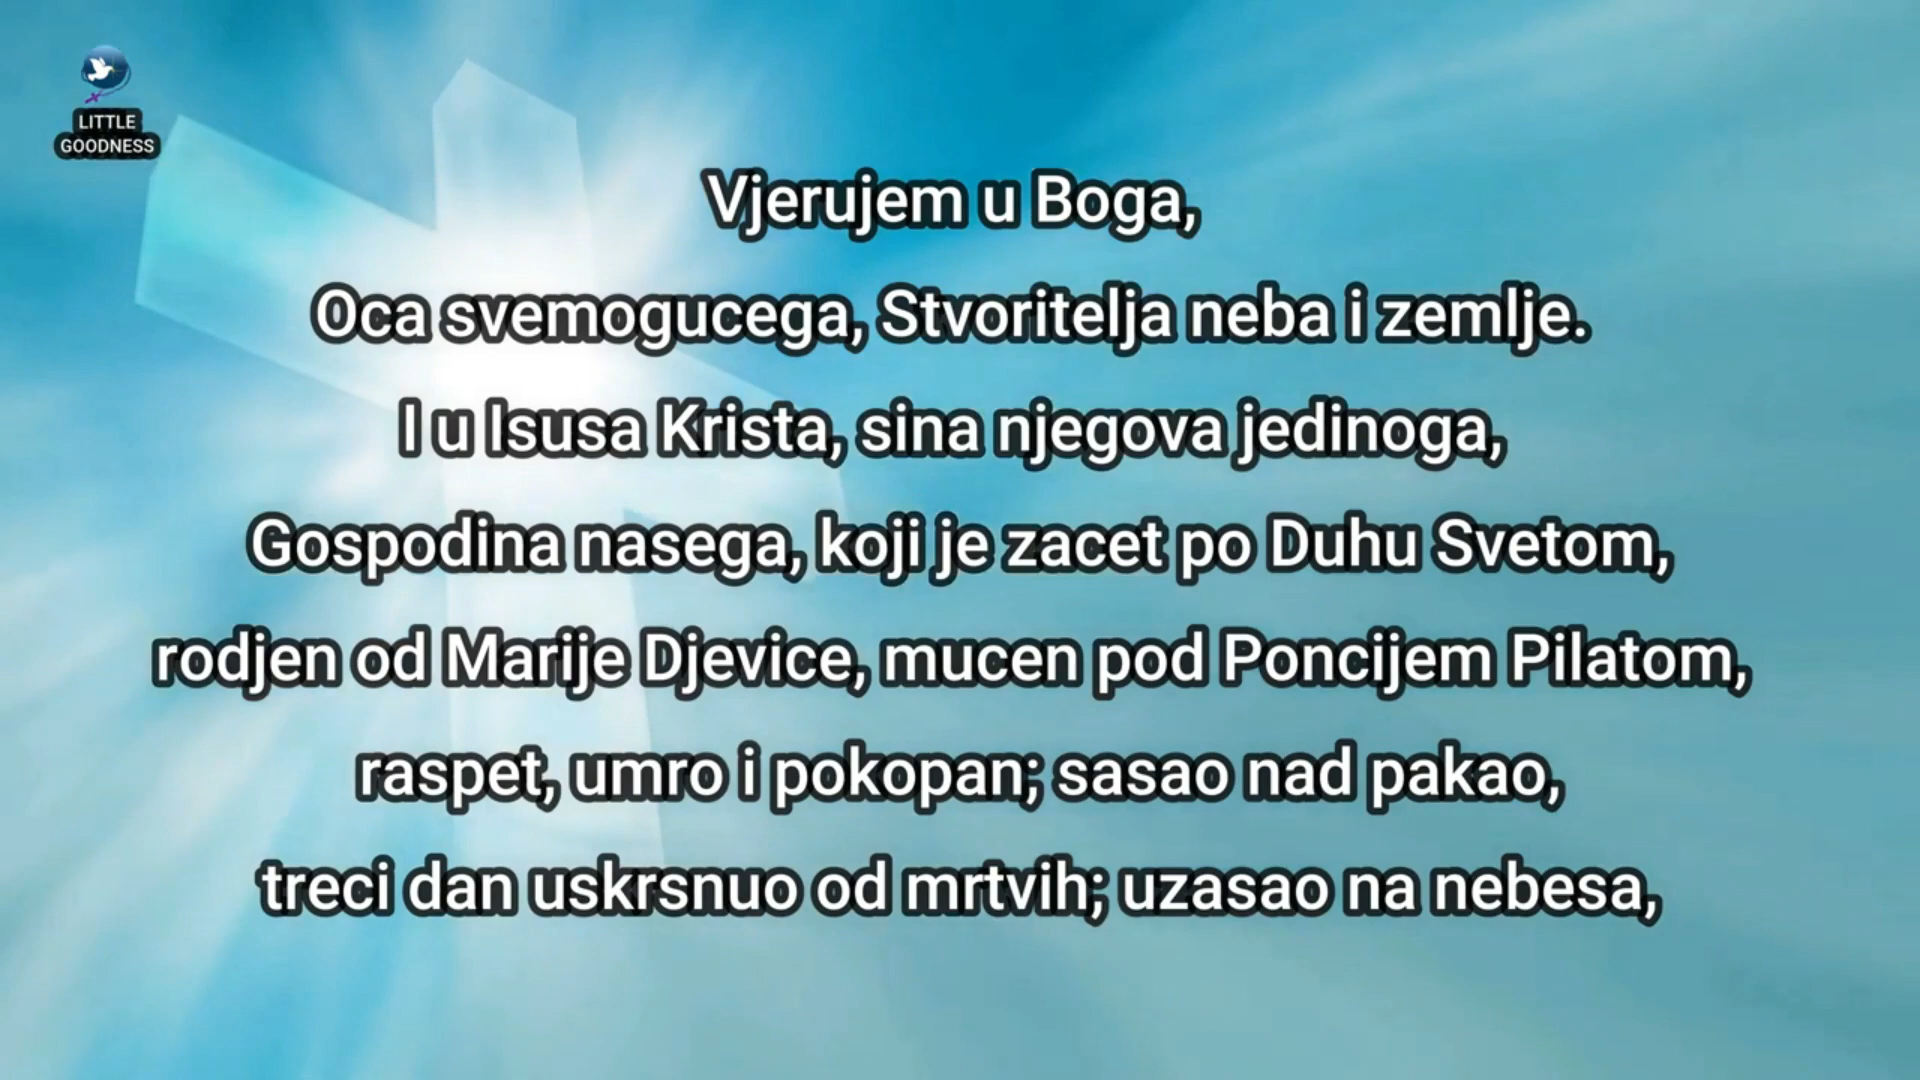 LITTLE
GOODNESS
Vjerujem u Boga,
Oca svemogucega, Stvoritelja neba i zemlje.
I u Isusa Krista, sina njegova jedinoga,
Gospodina nasega, koji je zacet po Duhu Svetom,
rodjen od Marije Djevice, mucen pod Poncijem Pilatom,
raspet, umro i pokopan; sasao nad pakao,
treci dan uskrsnuo od mrtvih; uzasao na nebesa,